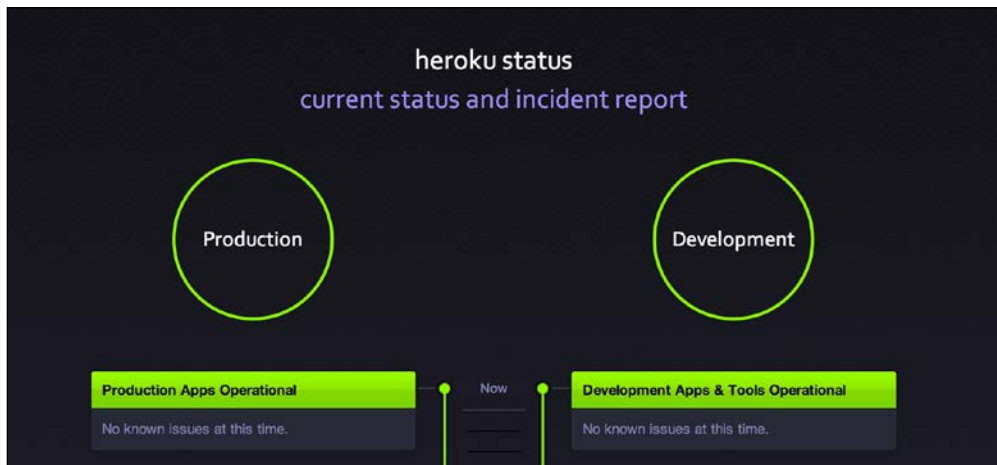 heroku status
current status and incident report
Production
Development
Production Apps Operational
No known issues at this time.
Now
Development Apps & Tools Operational
No known issues at this time.